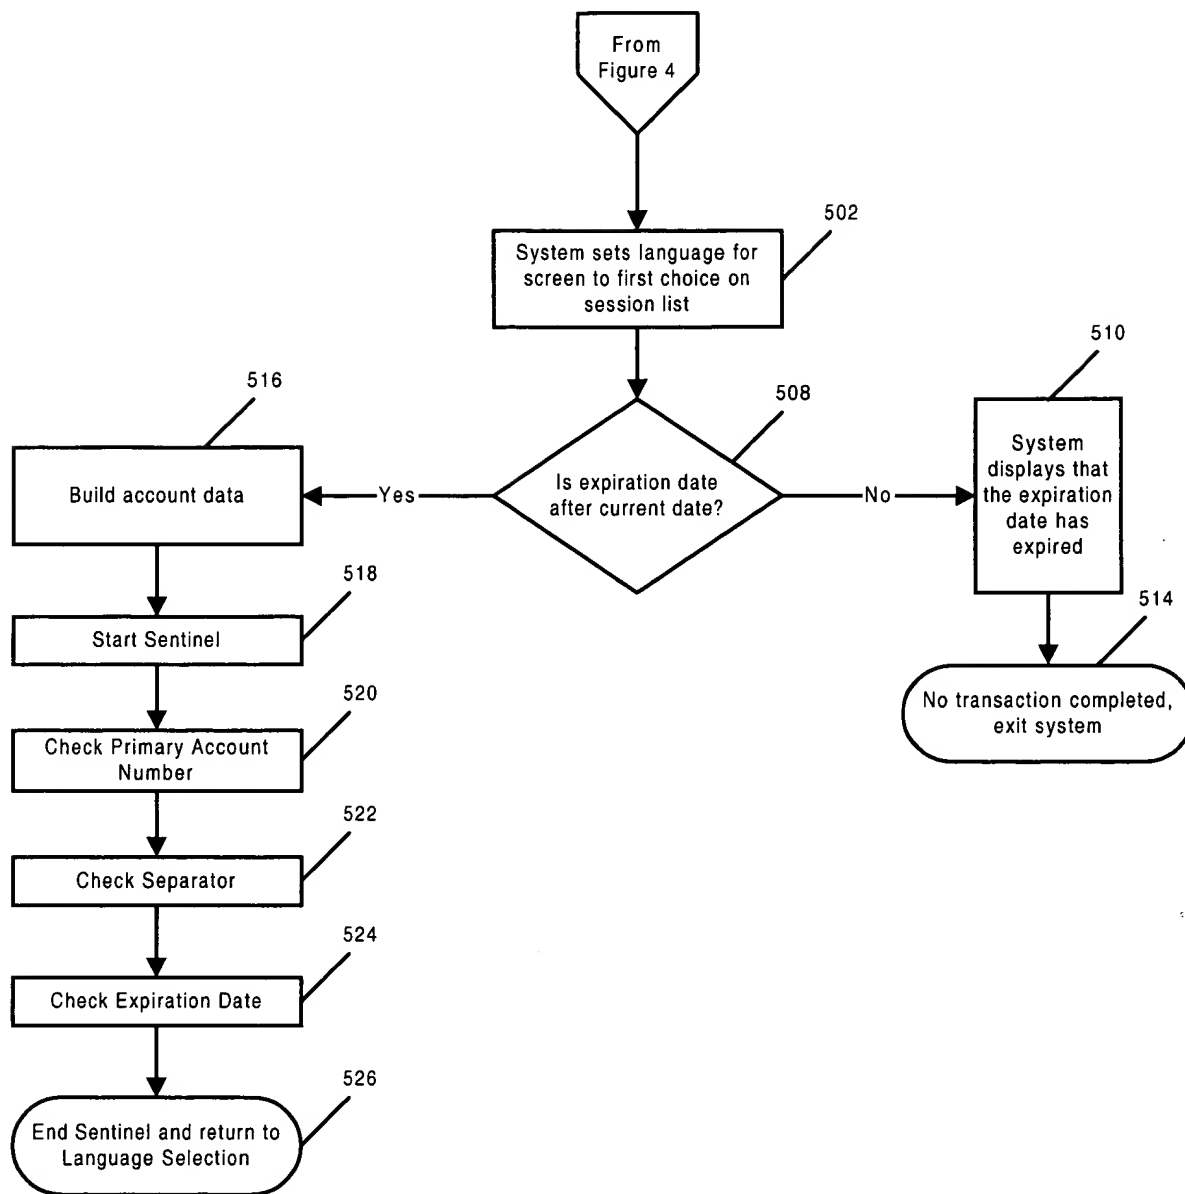 From
Figure 4
502
System sets language for
screen to first choice on
session list
510
516
508
System
displays that
the expiration
date has
expired
Build account data
Yes
Is expiration date
after current date?
No
518
514
Start Sentinel
No transaction completed,
exit system
520
Check Primary Account
Number
522
Check Separator
524
Check Expiration Date
526
End Sentinel and return to
Language Selection